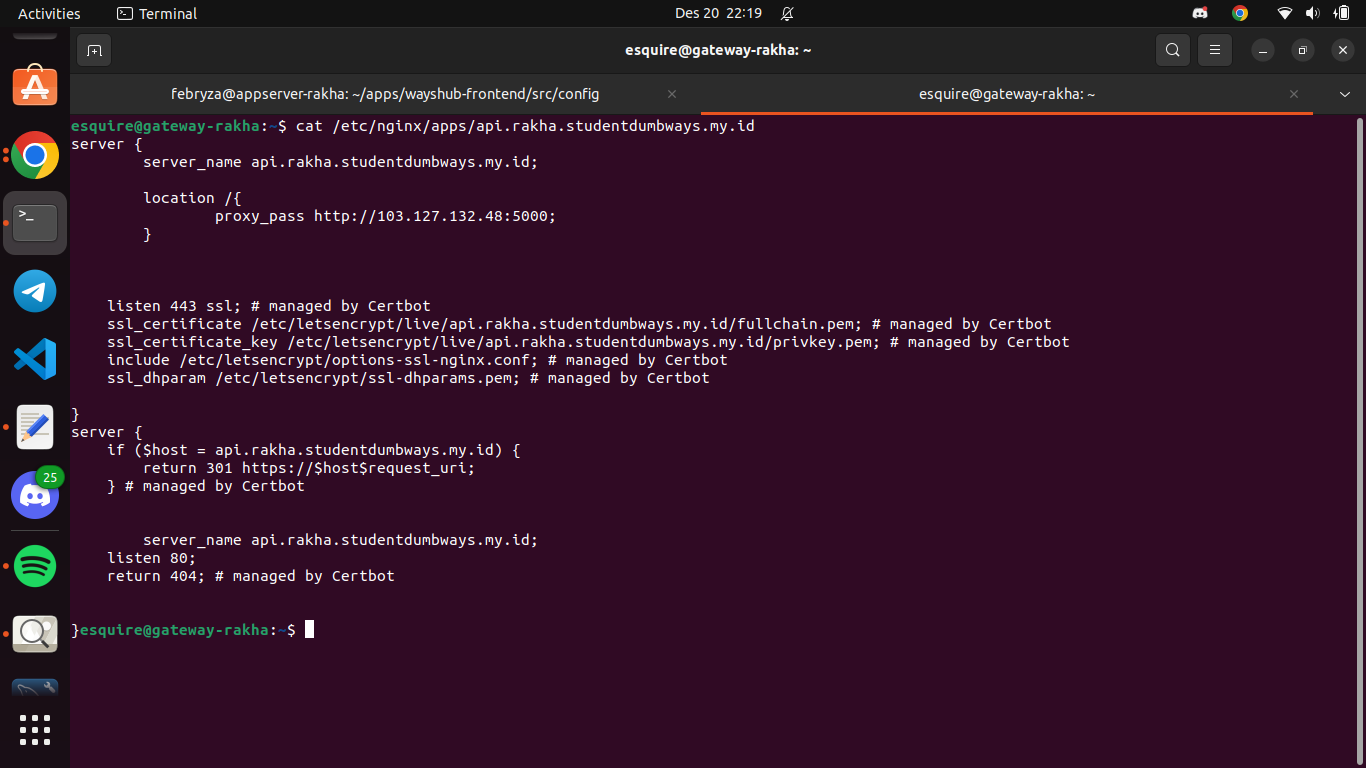 Activities
Terminal
Des 20 22:19
esquire@gateway-rakha: ~
febryza@appserver-rakha: ~/apps/wayshub-frontend/src/config
esquire@gateway-rakha: ~
esquire@gateway-rakha:~$ cat /etc/nginx/apps/api.rakha.studentdumbways.my.id
server {
        server_name api.rakha.studentdumbways.my.id;
        location /{
                proxy_pass http://103.127.132.48:5000;
        }
    listen 443 ssl; # managed by Certbot
    ssl_certificate /etc/letsencrypt/live/api.rakha.studentdumbways.my.id/fullchain.pem; # managed by Certbot
    ssl_certificate_key /etc/letsencrypt/live/api.rakha.studentdumbways.my.id/privkey.pem; # managed by Certbot
    include /etc/letsencrypt/options-ssl-nginx.conf; # managed by Certbot
    ssl_dhparam /etc/letsencrypt/ssl-dhparams.pem; # managed by Certbot
}
server {
    if ($host = api.rakha.studentdumbways.my.id) {
        return 301 https://$host$request_uri;
    } # managed by Certbot
        server_name api.rakha.studentdumbways.my.id;
    listen 80;
    return 404; # managed by Certbot
}esquire@gateway-rakha:~$
25